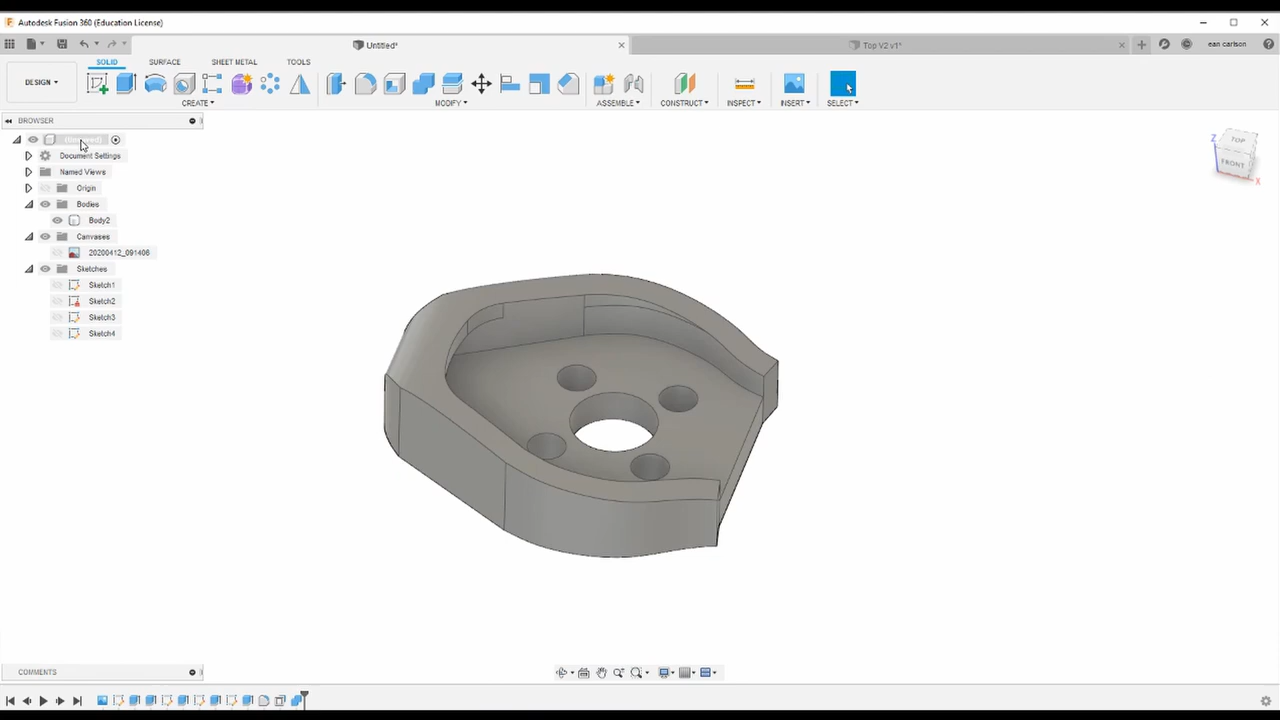 Autodesk Fusion 360 (Education License)
Untitled*
Top V2 v1*
ean carlson
DESIGN
SOLID
SURFACE
SHEET METAL
TOOLS
CREATE
MODIFY
ASSEMBLE
CONSTRUCT
INSPECT
INSERT
SELECT
BROWSER
(Unsaved)
Document Settings
Named Views
Origin
Bodies
Body2
Canvases
20200412_091406
Sketches
Sketch1
Sketch2
Sketch3
Sketch4
Z
TOP
FRONT
X
COMMENTS